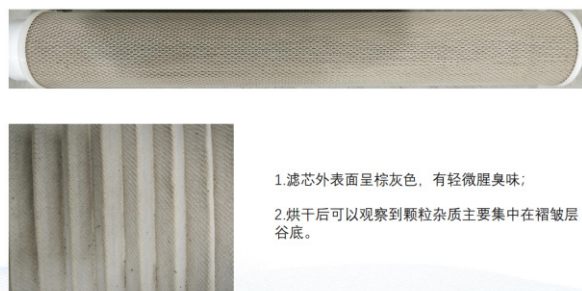 1.滤芯外表面呈棕灰色，有轻微腥臭味;
2.烘干后可以观察到颗粒杂质主要集中在褶皱层
谷底。